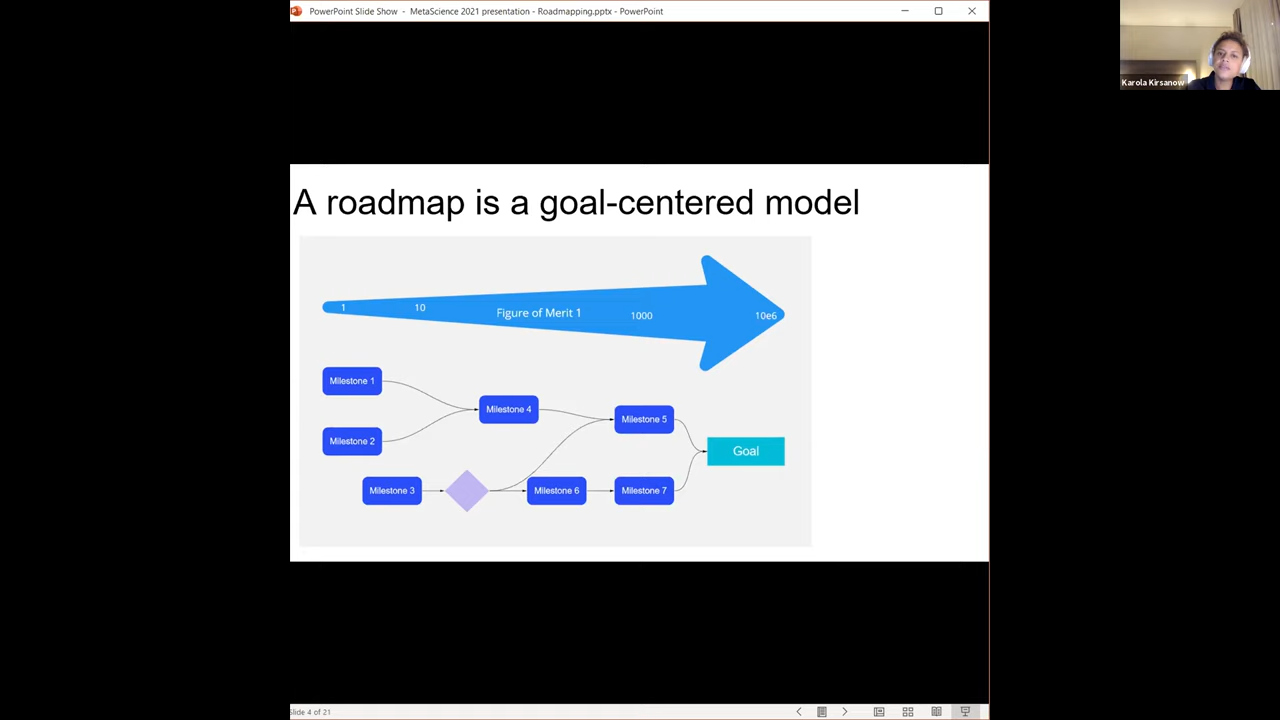 PowerPoint Slide Show - MetaScience 2021 presentation - Roadmapping.pptx - PowerPoint
Karola Kirsanow
A roadmap is a goal-centered model
1
10
Figure of Merit 1
1000
10e6
Milestone 1
Milestone 4
Milestone 5
Milestone 2
Goal
Milestone 3
Milestone 6
Milestone 7
Slide 4 of 21